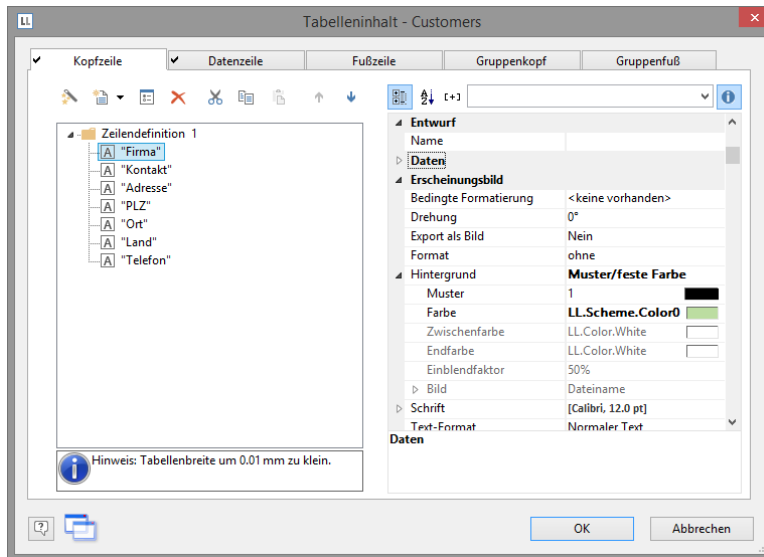 LL Tabelleninhalt - Customers
Kopfzeile Datenzeile Fußzeile Gruppenkopf Gruppenfuß
A Z [+]
Zeilendefinition 1
A "Firma"
A "Kontakt"
A "Adresse"
A "PLZ"
A "Ort"
A "Land"
A "Telefon"
Hinweis: Tabellenbreite um 0.01 mm zu klein.
Entwurf
Name
Daten
Erscheinungsbild
Bedingte Formatierung <keine vorhanden>
Drehung 0°
Export als Bild Nein
Format ohne
Hintergrund Muster/feste Farbe
Muster 1
Farbe LL.Scheme.Color0
Zwischenfarbe LL.Color.White
Endfarbe LL.Color.White
Einblendfaktor 50%
Bild Dateiname
Schrift [Calibri, 12.0 pt]
Text-Format Normaler Text
Daten
OK Abbrechen